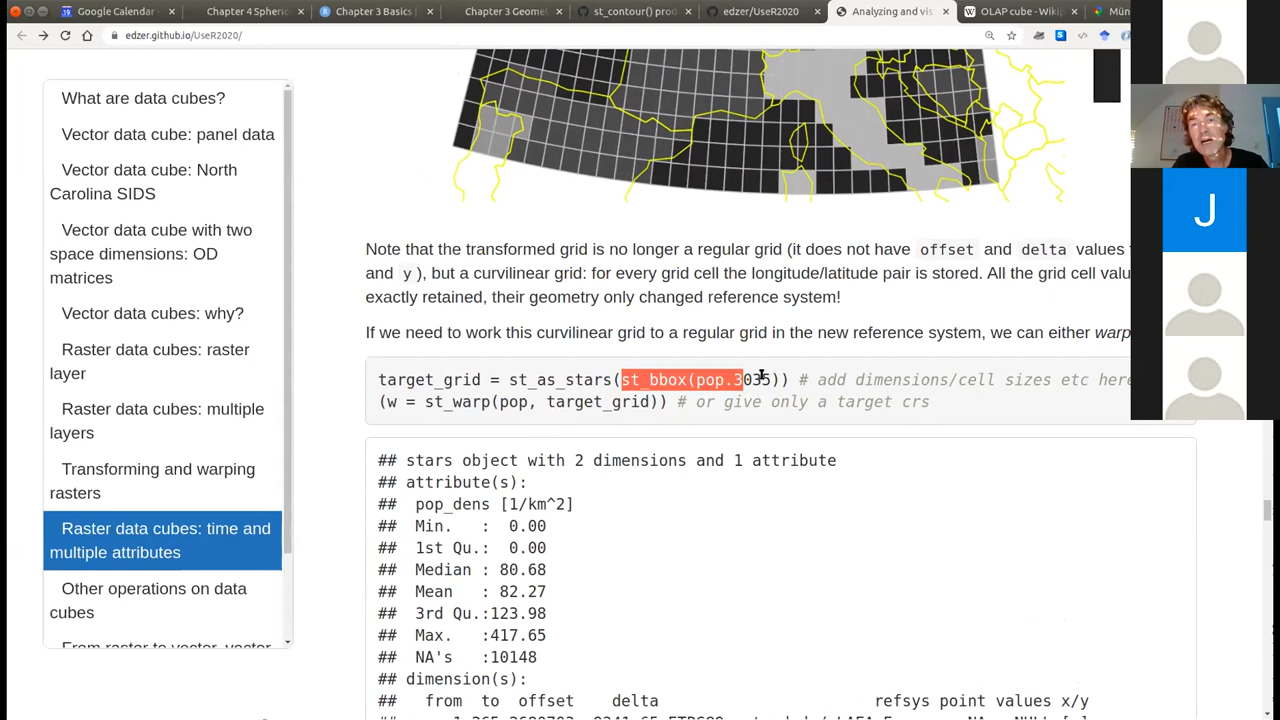 Google Calendar
Chapter 4 Spheric
Chapter 3 Basics
Chapter 3 Geomet
st_contour() prod
edzer/UseR2020
Analyzing and vis
OLAP cube - Wikip
Mün
edzer.github.io/UseR2020/
What are data cubes?
Vector data cube: panel data
Vector data cube: North
Carolina SIDS
Vector data cube with two
space dimensions: OD
matrices
Vector data cubes: why?
Raster data cubes: raster
layer
Raster data cubes: multiple
layers
Transforming and warping
rasters
Raster data cubes: time and
multiple attributes
Other operations on data
cubes
From raster to vector, vector
Note that the transformed grid is no longer a regular grid (it does not have offset and delta values
and y), but a curvilinear grid: for every grid cell the longitude/latitude pair is stored. All the grid cell valu
exactly retained, their geometry only changed reference system!
If we need to work this curvilinear grid to a regular grid in the new reference system, we can either warp
target_grid = st_as_stars(st_bbox(pop.3035)) # add dimensions/cell sizes etc here
(w = st_warp(pop, target_grid)) # or give only a target crs
## stars object with 2 dimensions and 1 attribute
## attribute(s):
## pop_dens [1/km^2]
## Min. : 0.00
## 1st Qu.: 0.00
## Median : 80.68
## Mean : 82.27
## 3rd Qu.:123.98
## Max. :417.65
## NA's :10148
## dimension(s):
## from to offset delta refsys point values x/y
J